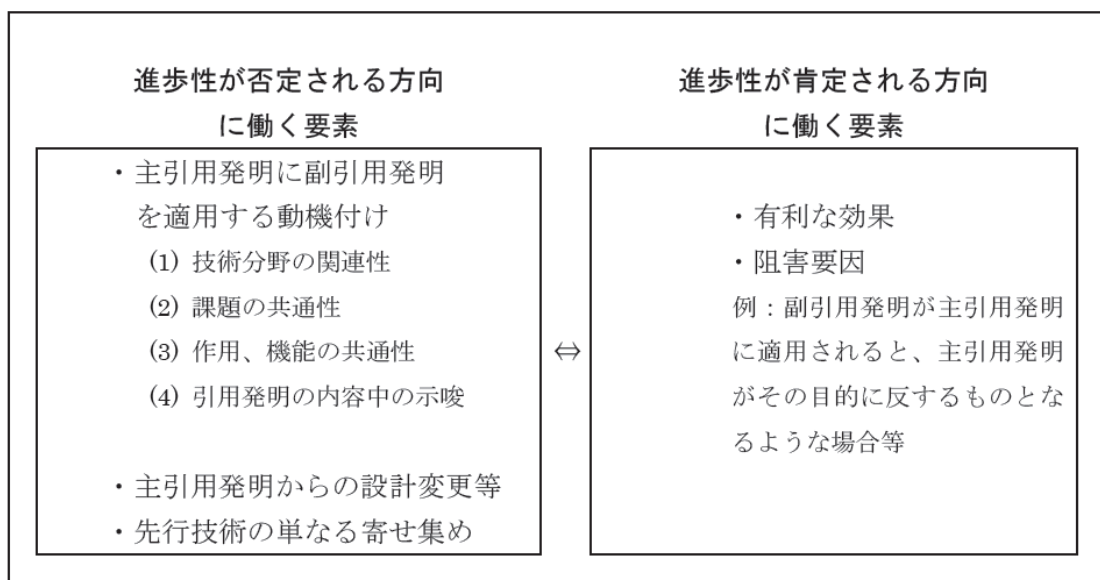 進歩性が否定される方向
に働く要素
・主引用発明に副引用発明
を適用する動機付け
(1) 技術分野の関連性
(2) 課題の共通性
(3) 作用、機能の共通性
(4) 引用発明の内容中の示唆
・主引用発明からの設計変更等
・先行技術の単なる寄せ集め
⇔
進歩性が肯定される方向
に働く要素
・有利な効果
・阻害要因
例：副引用発明が主引用発明
に適用されると、主引用発明
がその目的に反するものとな
るような場合等